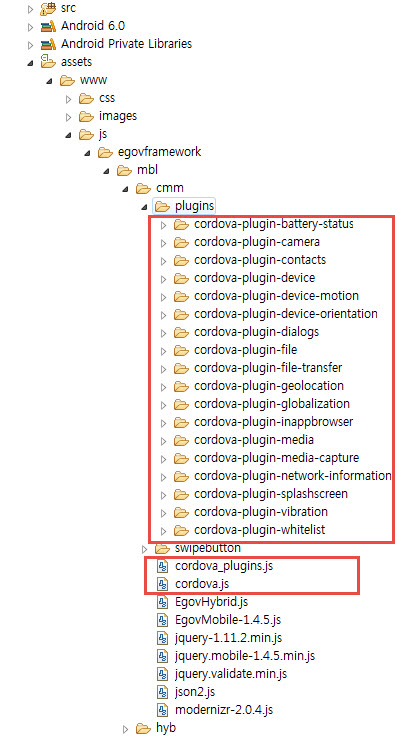 src
Android 6.0
Android Private Libraries
assets
www
css
images
js
egovframework
mbl
cmm
plugins
cordova-plugin-battery-status
cordova-plugin-camera
cordova-plugin-contacts
cordova-plugin-device
cordova-plugin-device-motion
cordova-plugin-device-orientation
cordova-plugin-dialogs
cordova-plugin-file
cordova-plugin-file-transfer
cordova-plugin-geolocation
cordova-plugin-globalization
cordova-plugin-inappbrowser
cordova-plugin-media
cordova-plugin-media-capture
cordova-plugin-network-information
cordova-plugin-splashscreen
cordova-plugin-vibration
cordova-plugin-whitelist
swipebutton
cordova_plugins.js
cordova.js
EgovHybrid.js
EgovMobile-1.4.5.js
jquery-1.11.2.min.js
jquery.mobile-1.4.5.min.js
jquery.validate.min.js
json2.js
modernizr-2.0.4.js
hyb